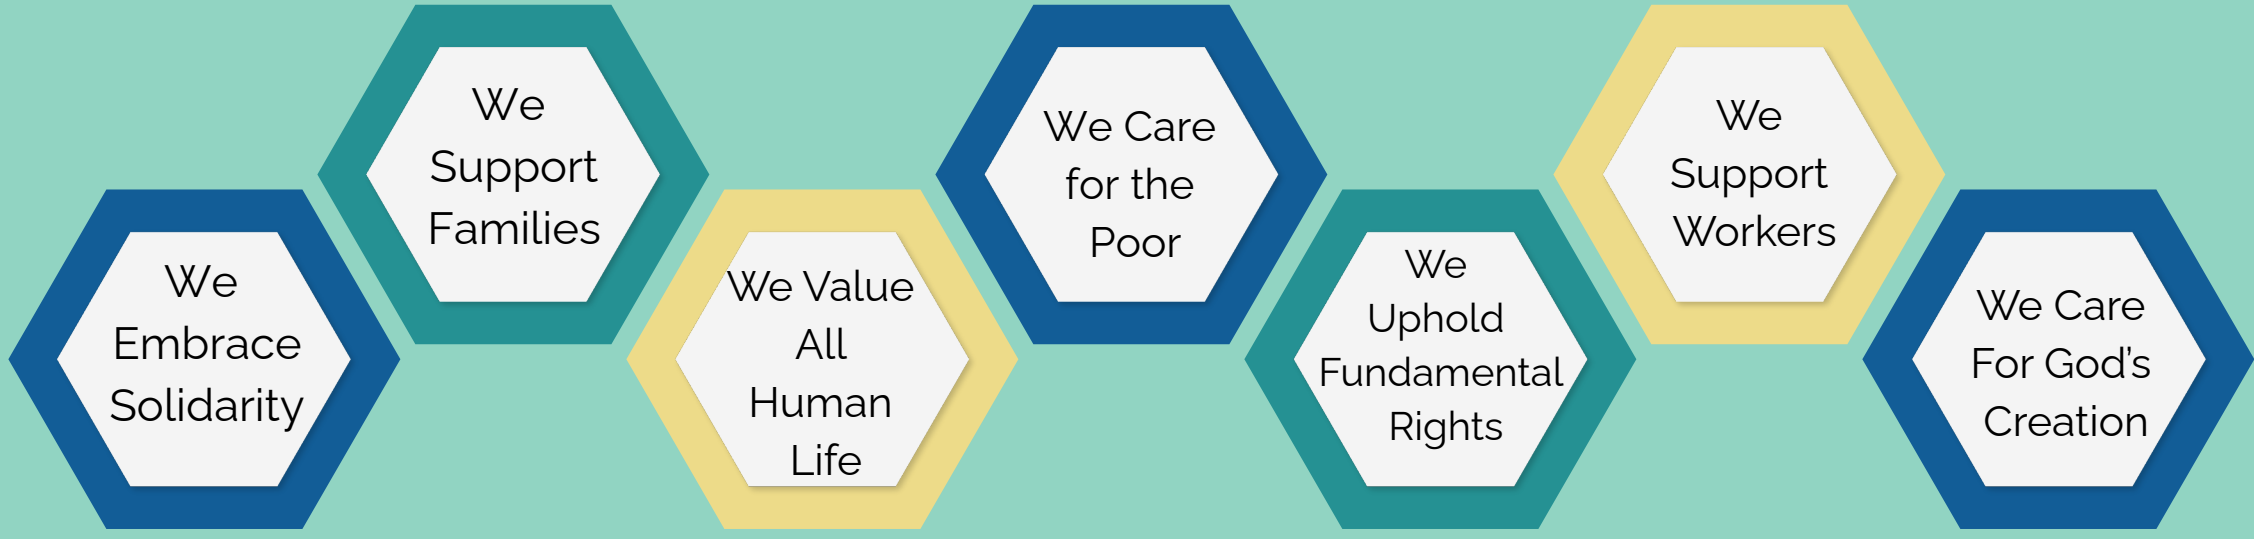 We
Embrace
Solidarity
We
Support
Families
We Value
All
Human
Life
We Care
for the
Poor
We
Uphold
Fundamental
Rights
We
Support
Workers
We Care
For God's
Creation